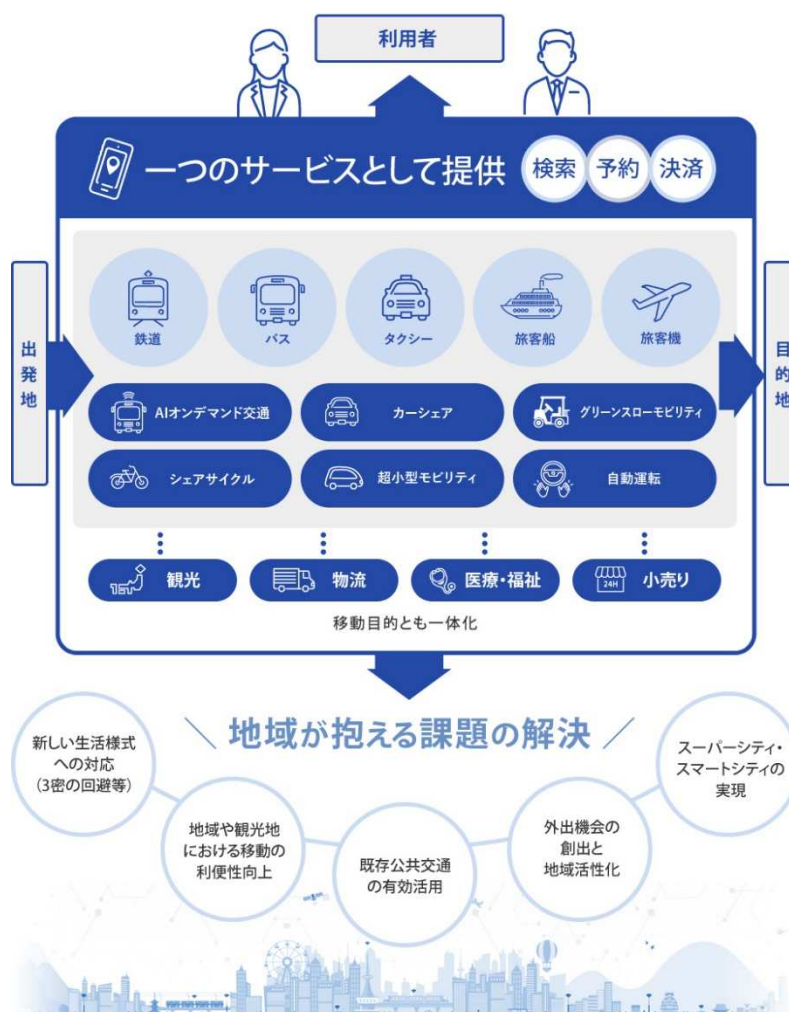 利用者
一つのサービスとして提供
検索
予約
決済
出発地
目的地
鉄道
バス
タクシー
旅客船
旅客機
AIオンデマンド交通
カーシェア
グリーンスローモビリティ
シェアサイクル
超小型モビリティ
自動運転
観光
物流
医療・福祉
24H
小売り
移動目的とも一体化
地域が抱える課題の解決
新しい生活様式
への対応
(3密の回避等)
地域や観光地
における移動の
利便性向上
既存公共交通
の有効活用
外出機会の
創出と
地域活性化
スーパーシティ・
スマートシティの
実現